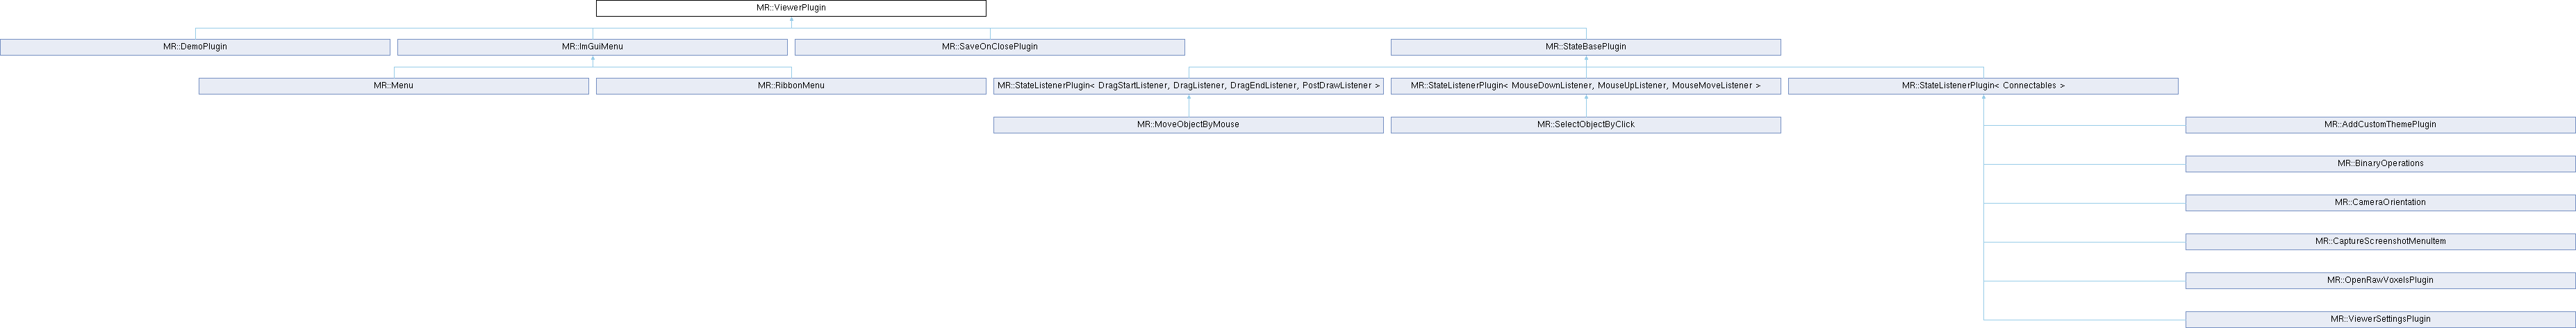 MR::ViewerPlugin
MR::DemoPlugin
MR::ImGuiMenu
MR::SaveOnClosePlugin
MR::StateBasePlugin
MR::Menu
MR::RibbonMenu
MR::StateListenerPlugin< DragStartListener, DragListener, DragEndListener, PostDrawListener >
MR::StateListenerPlugin< MouseDownListener, MouseUpListener, MouseMoveListener >
MR::StateListenerPlugin< Connectables >
MR::MoveObjectByMouse
MR::SelectObjectByClick
MR::AddCustomThemePlugin
MR::BinaryOperations
MR::CameraOrientation
MR::CaptureScreenshotMenuItem
MR::OpenRawVoxelsPlugin
MR::ViewerSettingsPlugin